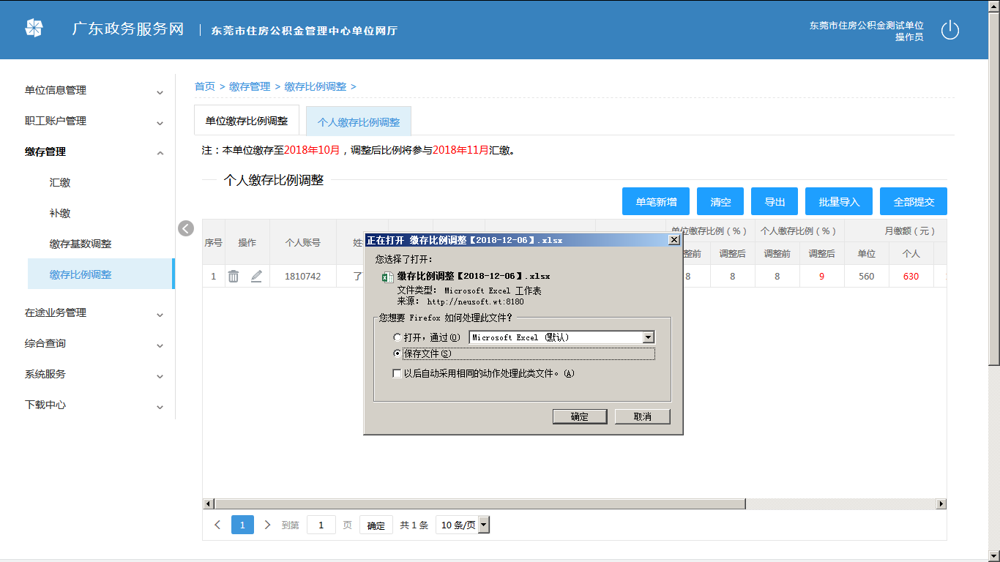 广东政务服务网
东莞市住房公积金管理中心单位网厅
东莞市住房公积金测试单位
操作员
单位信息管理
职工账户管理
缴存管理
汇缴
补缴
缴存基数调整
缴存比例调整
在途业务管理
综合查询
系统服务
下载中心
首页 > 缴存管理 > 缴存比例调整 >
单位缴存比例调整 个人缴存比例调整
注：本单位缴存至2018年10月，调整后比例将参与2018年11月汇缴。
个人缴存比例调整
单笔新增 清空 导出 批量导入 全部提交
序号 操作 个人账号 单位缴存比例（%） 个人缴存比例（%） 月缴额（元）
调整后 调整前 调整后 单位 个人
1 1810742 8 8 8 9 560 630
正在打开 缴存比例调整【2018-12-06】.xlsx
您选择了打开：
缴存比例调整【2018-12-06】.xlsx
文件类型： Microsoft Excel 工作表
来源： http://neusoft.wt:8180
您想要 Firefox 如何处理此文件？
打开，通过(O) Microsoft Excel (默认)
保存文件(S)
以后自动采用相同的动作处理此类文件。(A)
确定 取消
1 到第 1 页 确定 共 1 条 10 条/页